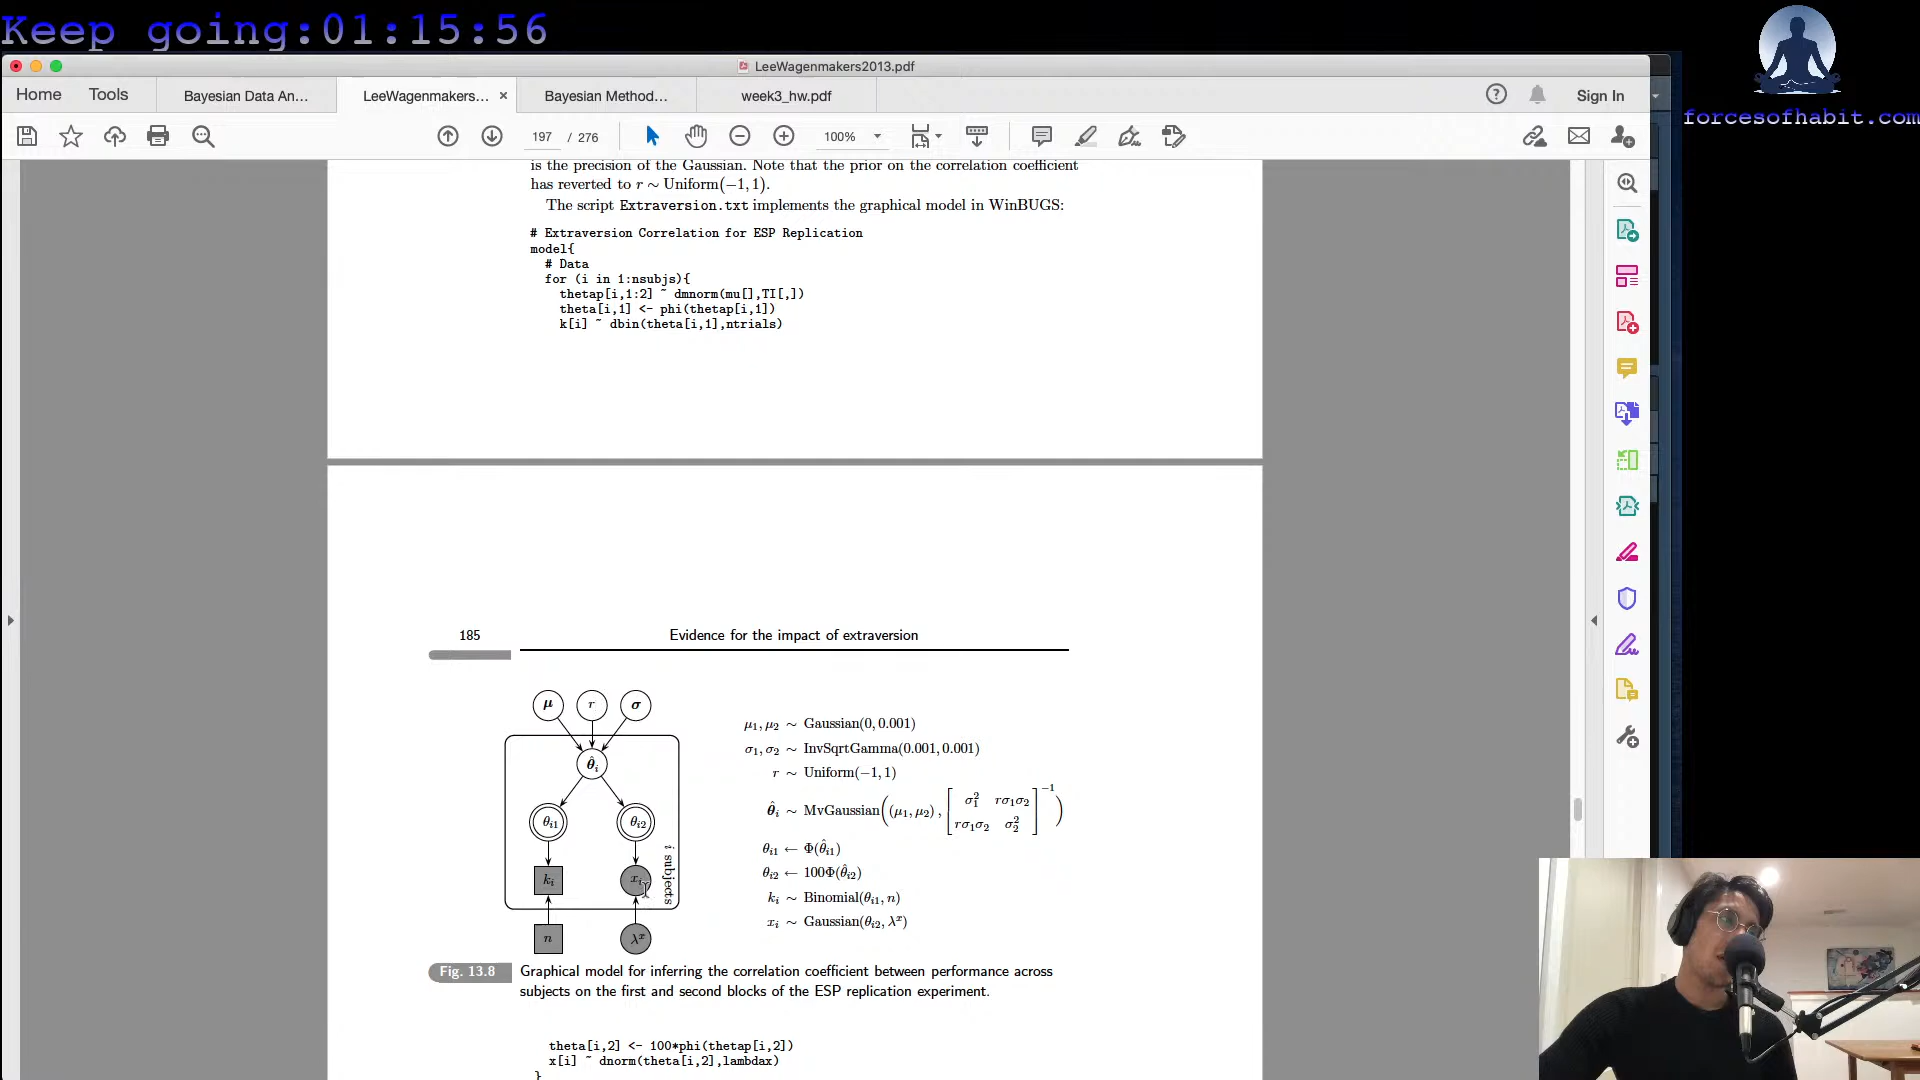 Keep going:01:15:56
forcesofhabit.com
LeeWagenmakers2013.pdf
Home Tools Bayesian Data An... LeeWagenmakers... × Bayesian Method... week3_hw.pdf Sign In
197 / 276 100%
is the precision of the Gaussian. Note that the prior on the correlation coefficient
has reverted to r ∼ Uniform(−1, 1).
The script Extraversion.txt implements the graphical model in WinBUGS:
# Extraversion Correlation for ESP Replication
model{
# Data
for (i in 1:nsubjs){
thetap[i,1:2] ~ dmnorm(mu[],TI[,])
theta[i,1] <- phi(thetap[i,1])
k[i] ~ dbin(theta[i,1],ntrials)
185 Evidence for the impact of extraversion
μ r σ
θ̂i
θi1 θi2
ki xi
i subjects
n λx
μ1, μ2 ∼ Gaussian(0, 0.001)
σ1, σ2 ∼ InvSqrtGamma(0.001, 0.001)
r ∼ Uniform(−1, 1)
θ̂i ∼ MvGaussian((μ1, μ2), [σ1² rσ1σ2 rσ1σ2 σ2²]−1)
θi1 ← Φ(θ̂i1)
θi2 ← 100Φ(θ̂i2)
ki ∼ Binomial(θi1, n)
xi ∼ Gaussian(θi2, λx)
Fig. 13.8 Graphical model for inferring the correlation coefficient between performance across
subjects on the first and second blocks of the ESP replication experiment.
theta[i,2] <- 100*phi(thetap[i,2])
x[i] ~ dnorm(theta[i,2],lambdax)
}